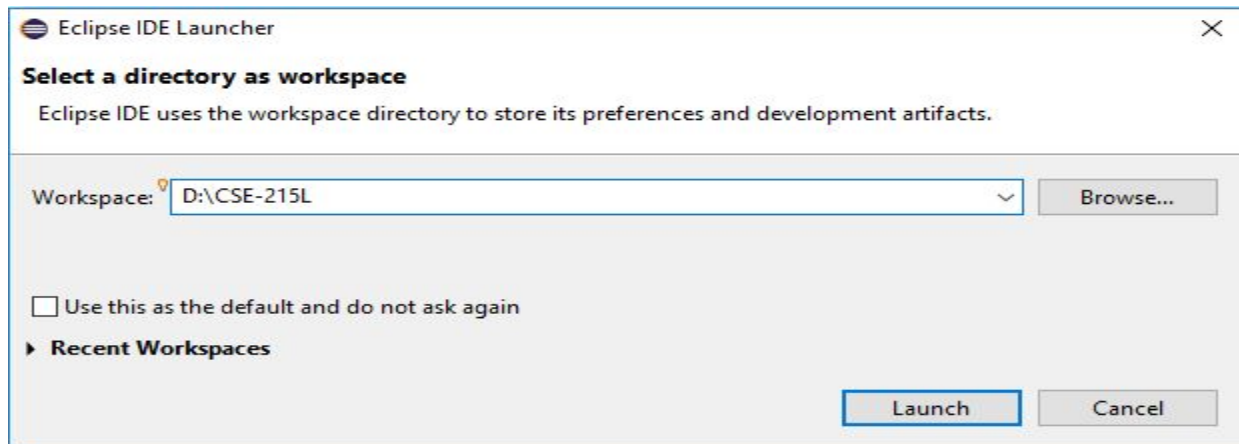 Eclipse IDE Launcher
Select a directory as workspace
Eclipse IDE uses the workspace directory to store its preferences and development artifacts.
Workspace: D:\CSE-215L Browse...
Use this as the default and do not ask again
Recent Workspaces
Launch Cancel